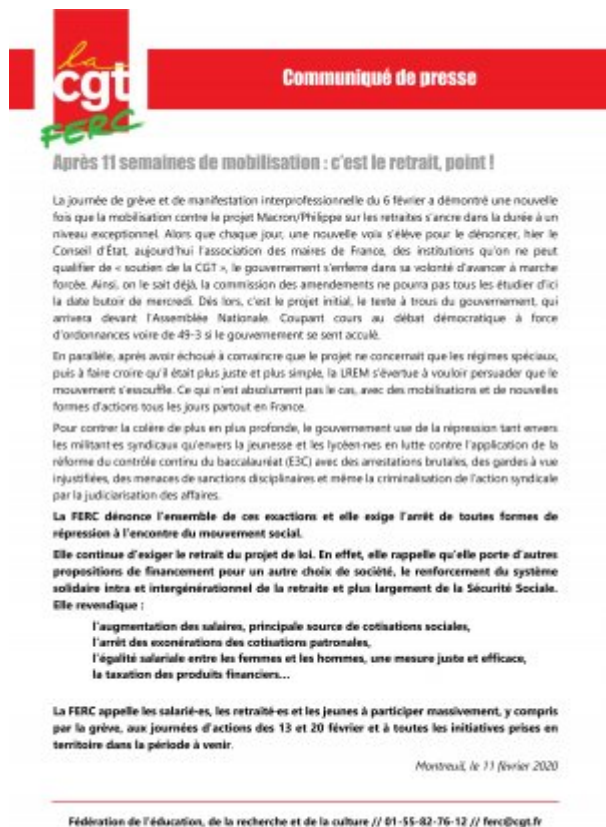 la
cgt
FERC
Communiqué de presse
Après 11 semaines de mobilisation : c'est le retrait, point !
La journée de grève et de manifestation interprofessionnelle du 6 février a démontré une nouvelle
fois que la mobilisation contre le projet Macron/Philippe sur les retraites s'ancre dans la durée à un
niveau exceptionnel. Alors que chaque jour, une nouvelle voix s'élève pour le dénoncer, hier le
Conseil d'État, aujourd'hui l'association des maires de France, des institutions qu'on ne peut
qualifier de « soutien de la CGT », le gouvernement s'enferme dans sa volonté d'avancer à marche
forcée. Ainsi, on le sait déjà, la commission des amendements ne pourra pas tous les étudier d'ici
la date butoir de mercredi. Dès lors, c'est le projet initial, le texte à trous du gouvernement, qui
arrivera devant l'Assemblée Nationale. Coupant cours au débat démocratique à force
d'ordonnances voire de 49-3 si le gouvernement se sent acculé.
En parallèle, après avoir échoué à convaincre que le projet ne concernait que les régimes spéciaux,
puis à faire croire qu'il était plus juste et plus simple, la LREM s'évertue à vouloir persuader que le
mouvement s'essouffle. Ce qui n'est absolument pas le cas, avec des mobilisations et de nouvelles
formes d'actions tous les jours partout en France.
Pour contrer la colère de plus en plus profonde, le gouvernement use de la répression tant envers
les militant·es syndicaux qu'envers la jeunesse et les lycéen·nes en lutte contre l'application de la
réforme du contrôle continu du baccalauréat (E3C) avec des arrestations brutales, des gardes à vue
injustifiées, des menaces de sanctions disciplinaires et même la criminalisation de l'action syndicale
par la judiciarisation des affaires.
La FERC dénonce l'ensemble de ces exactions et elle exige l'arrêt de toutes formes de
répression à l'encontre du mouvement social.
Elle continue d'exiger le retrait du projet de loi. En effet, elle rappelle qu'elle porte d'autres
propositions de financement pour un autre choix de société, le renforcement du système
solidaire intra et intergénérationnel de la retraite et plus largement de la Sécurité Sociale.
Elle revendique :
l'augmentation des salaires, principale source de cotisations sociales,
l'arrêt des exonérations des cotisations patronales,
l'égalité salariale entre les femmes et les hommes, une mesure juste et efficace,
la taxation des produits financiers...
La FERC appelle les salarié·es, les retraité·es et les jeunes à participer massivement, y compris
par la grève, aux journées d'actions des 13 et 20 février et à toutes les initiatives prises en
territoire dans la période à venir.
Montreuil, le 11 février 2020
Fédération de l'éducation, de la recherche et de la culture // 01-55-82-76-12 // ferc@cgt.fr